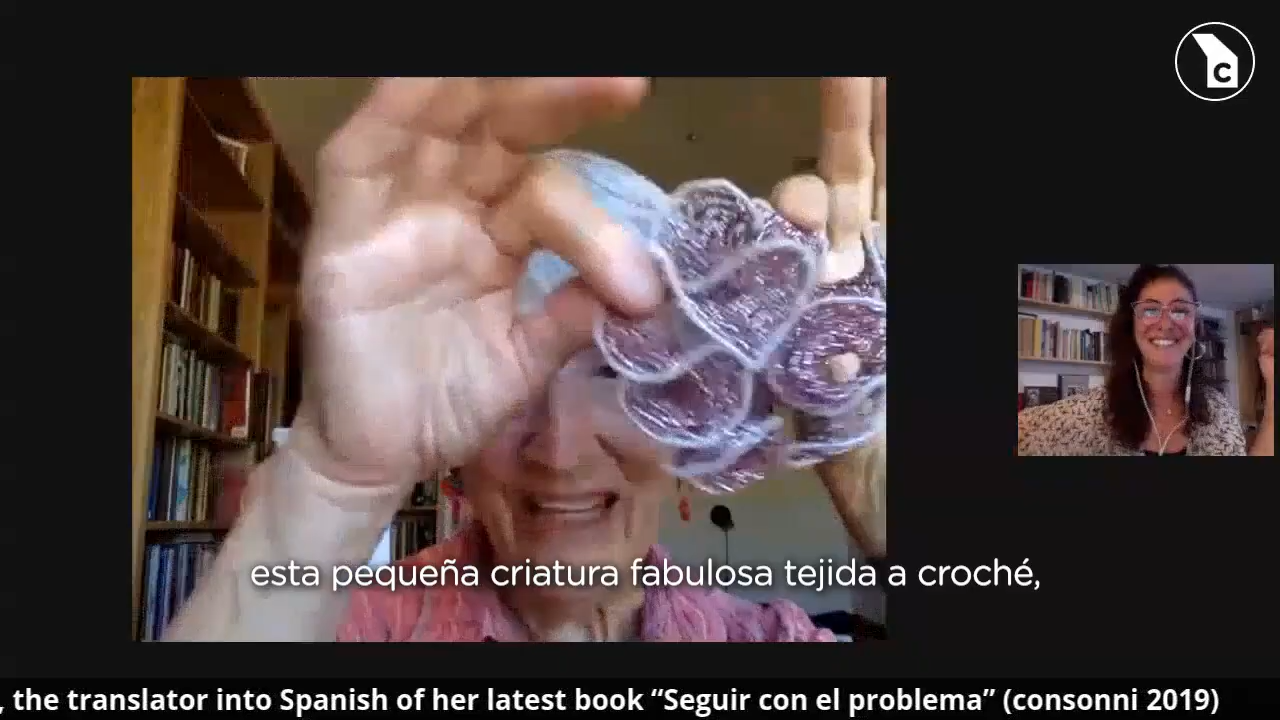 C
esta pequeña criatura fabulosa tejida a croché,
, the translator into Spanish of her latest book “Seguir con el problema” (consonni 2019)